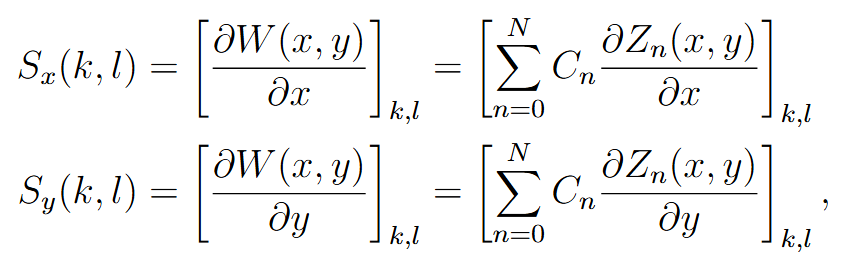 S_x(k, l) = \left[ \frac{\partial W(x, y)}{\partial x} \right]_{k,l} = \left[ \sum_{n=0}^{N} C_n \frac{\partial Z_n(x, y)}{\partial x} \right]_{k,l}
S_y(k, l) = \left[ \frac{\partial W(x, y)}{\partial y} \right]_{k,l} = \left[ \sum_{n=0}^{N} C_n \frac{\partial Z_n(x, y)}{\partial y} \right]_{k,l} ,